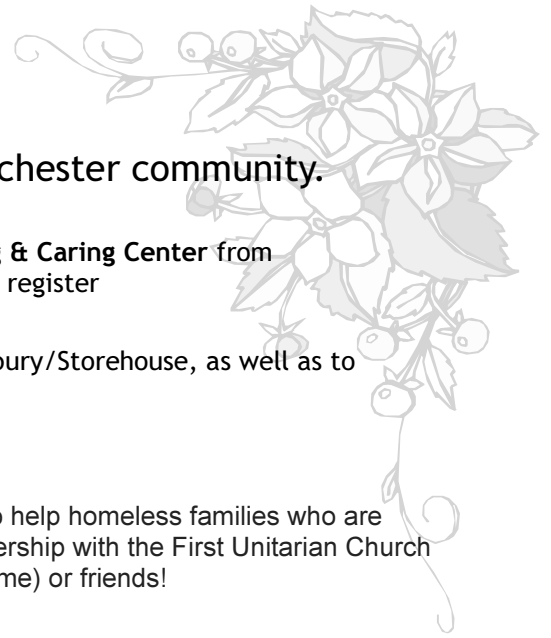 chester community.
& Caring Center from
register
bury/Storehouse, as well as to
help homeless families who are
ership with the First Unitarian Church
me) or friends!